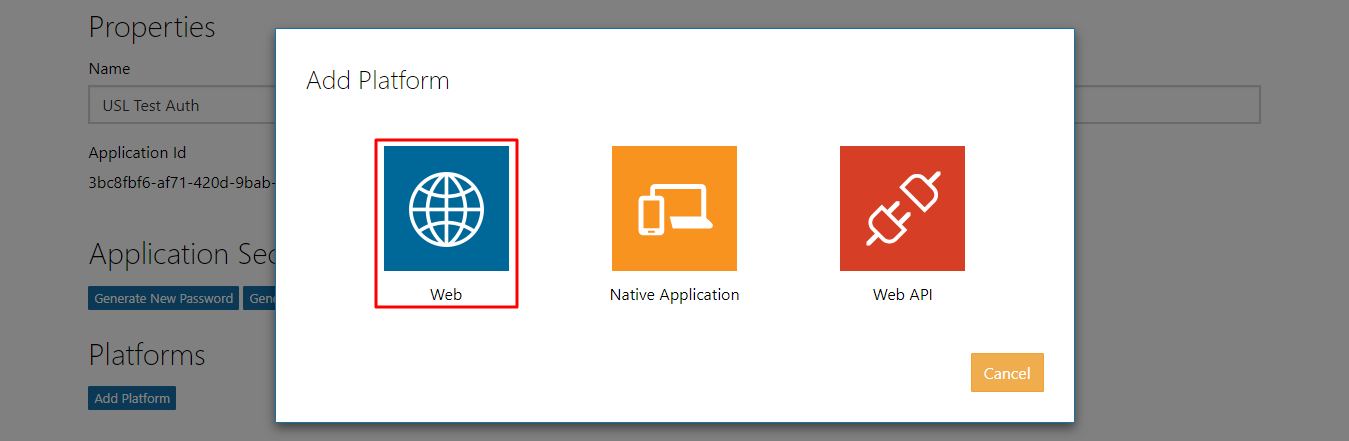 Properties
Name
USL Test Auth
Application Id
3bc8fbf6-af71-420d-9bab-
Application Sec
Generate New Password
Gene
Platforms
Add Platform
Add Platform
Web
Native Application
Web API
Cancel